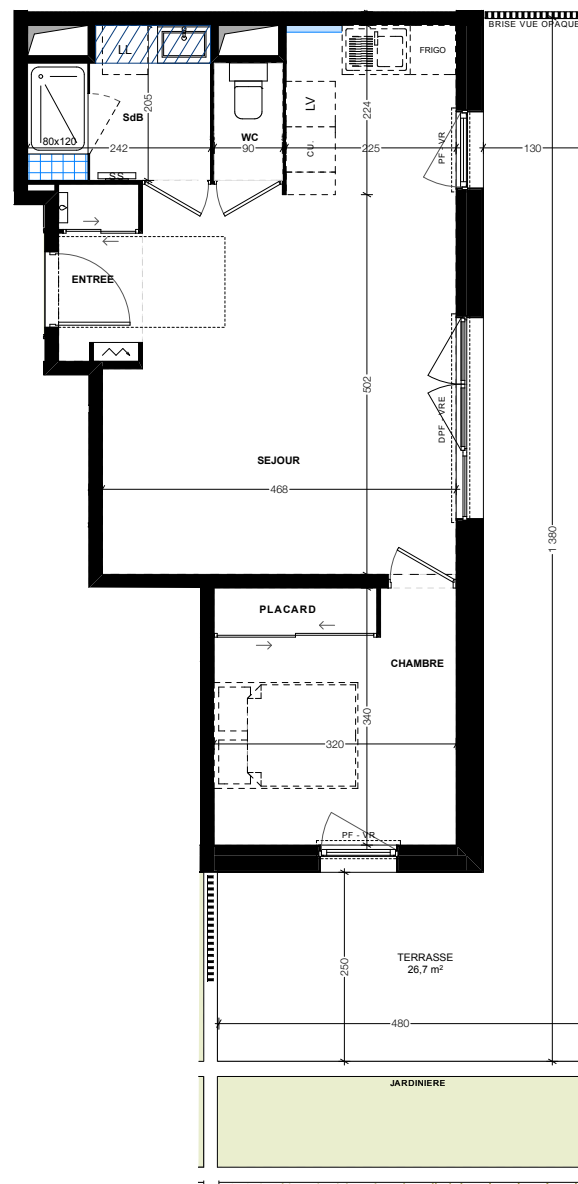 BRISE VUE OPAQUE
LL
FRIGO
205
SdB
LV
224
WC
PF - VR
80x120
242
90
CU.
225
130
S.S
ENTREE
502
DPF - VRE
SEJOUR
468
1 380
PLACARD
CHAMBRE
340
320
PF - VR
TERRASSE
26,7 m²
250
480
JARDINIERE